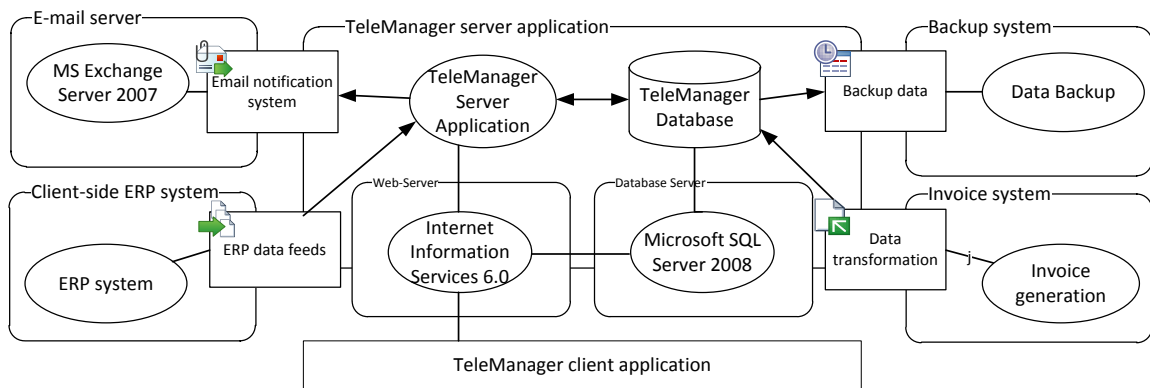 E-mail server
TeleManager server application
Backup system
MS Exchange
Server 2007
Email notification
system
TeleManager
Server
Application
TeleManager
Database
Backup data
Data Backup
Client-side ERP system
Web-Server
Database Server
Invoice system
ERP data feeds
ERP system
Internet
Information
Services 6.0
Microsoft SQL
Server 2008
Data
transformation
j
Invoice
generation
TeleManager client application